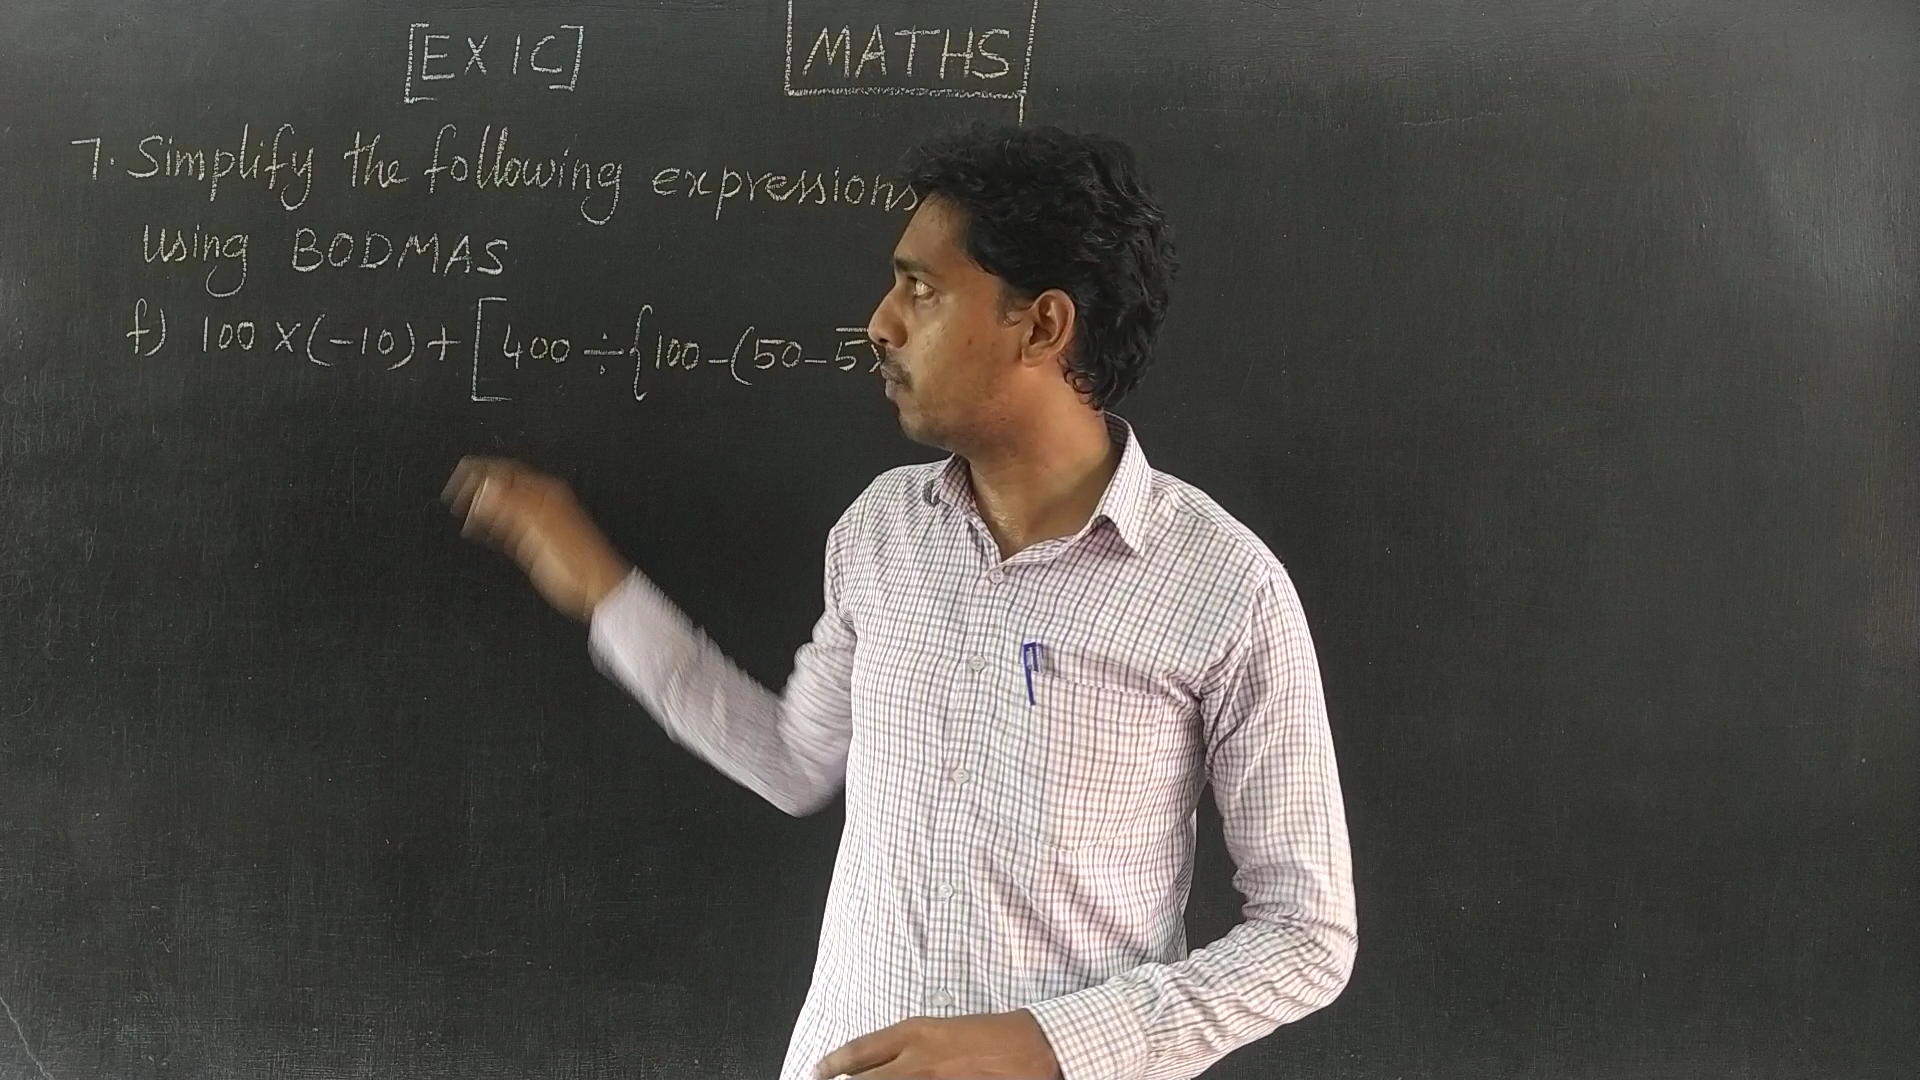 [EX 1C]
MATHS
7. Simplify the following expressions
using BODMAS
f) 100 × (-10) + [400 ÷ {100 - (50 - 5̅ ×